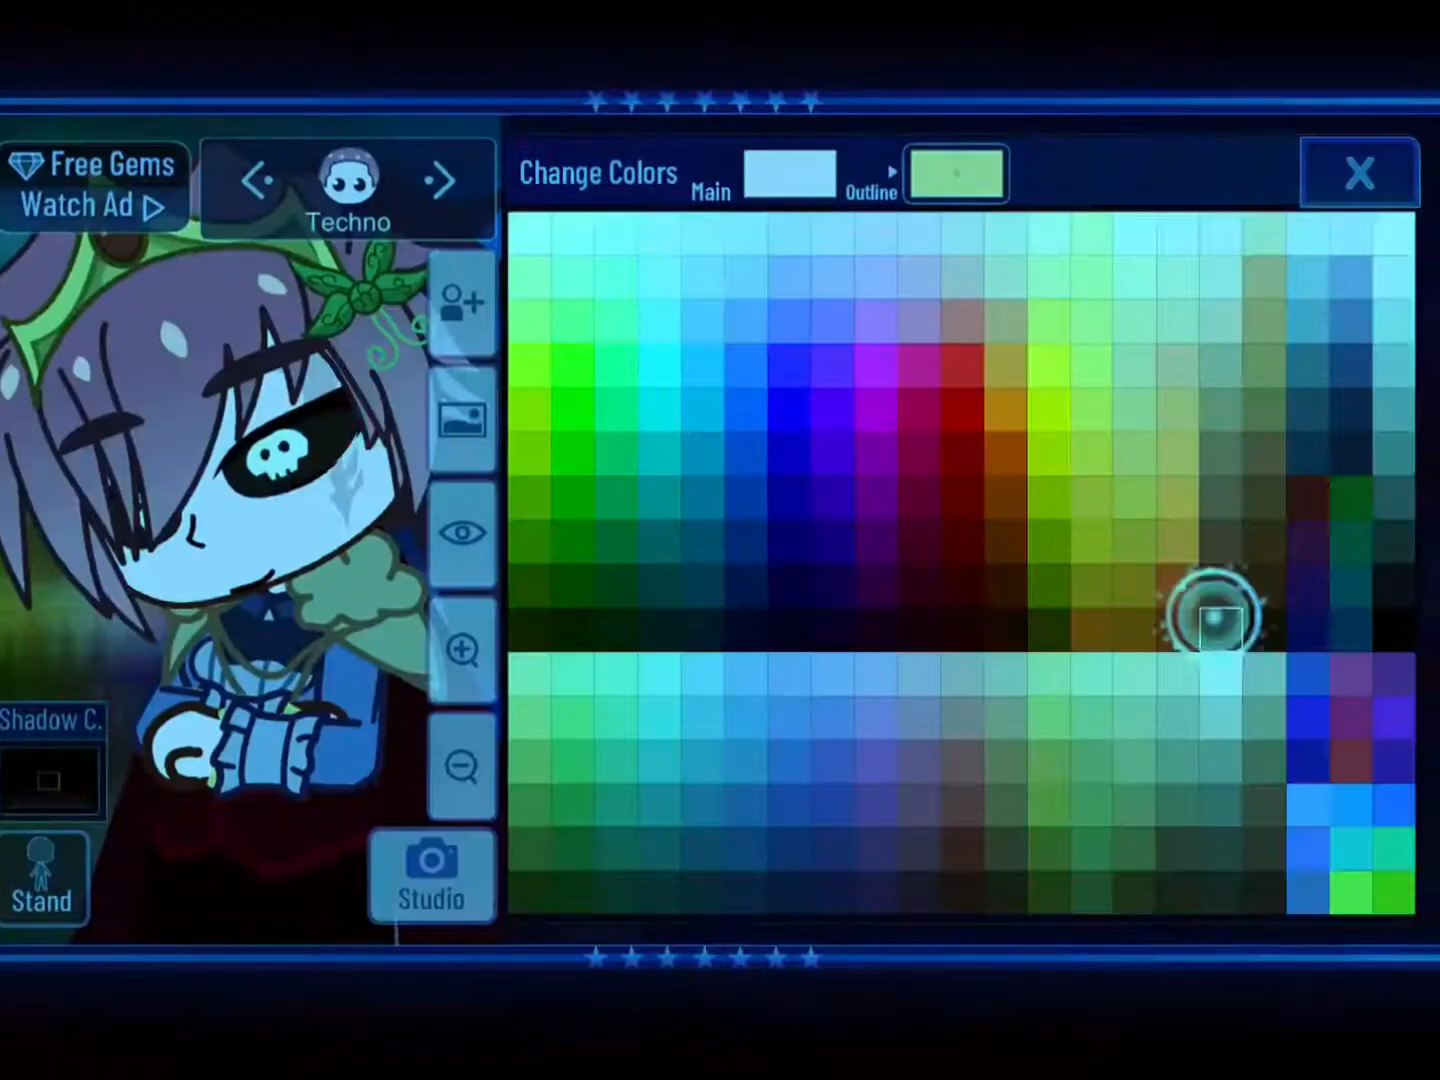 Free Gems
Watch Ad
Techno
Change Colors
Main
Outline
X
Shadow C.
Stand
Studio